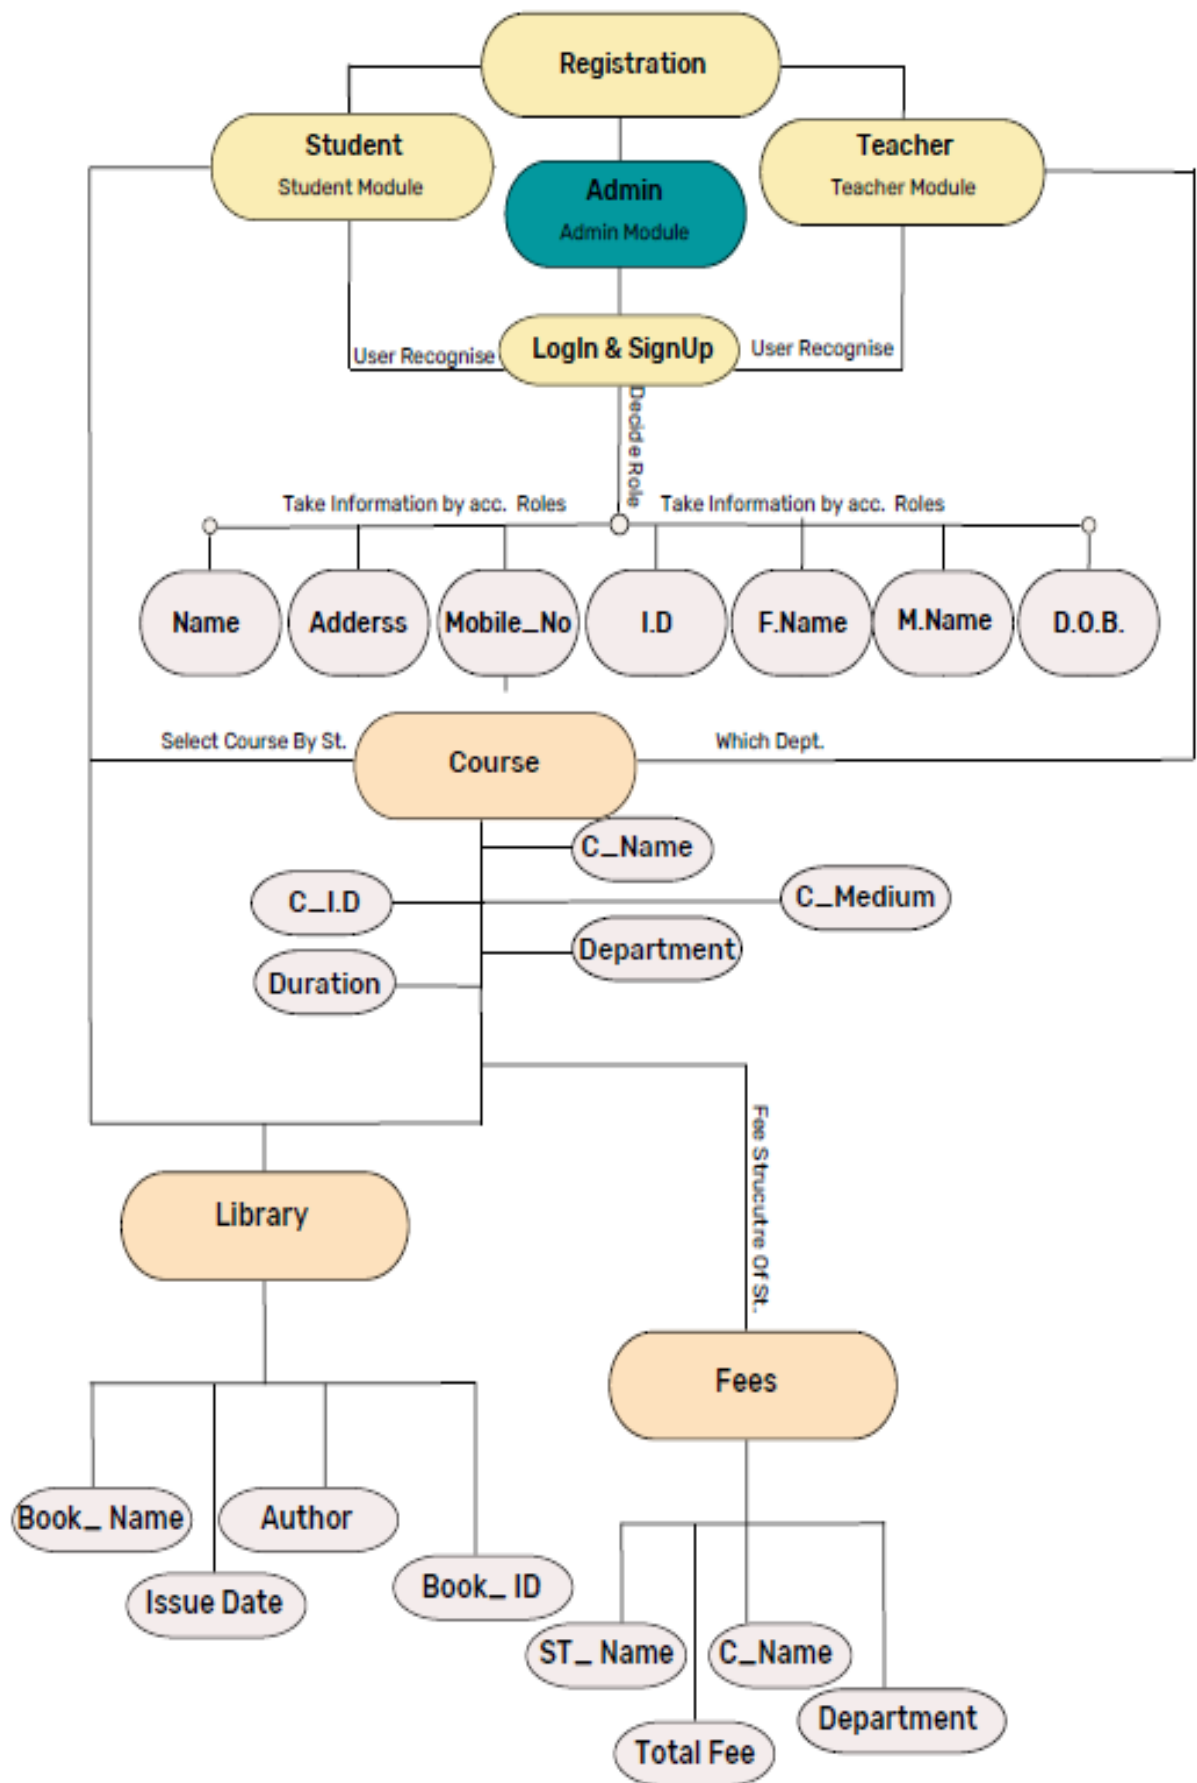 Registration
Student
Student Module
Admin
Admin Module
Teacher
Teacher Module
User Recognise
LogIn & SignUp
User Recognise
Decide Role
Take Information by acc. Roles
Take Information by acc. Roles
Name
Adderss
Mobile_No
I.D
F.Name
M.Name
D.O.B.
Select Course By St.
Course
Which Dept.
C_Name
C_I.D
C_Medium
Department
Duration
Fee Strucutre Of St.
Library
Fees
Book_ Name
Author
Issue Date
Book_ ID
ST_ Name
C_Name
Department
Total Fee